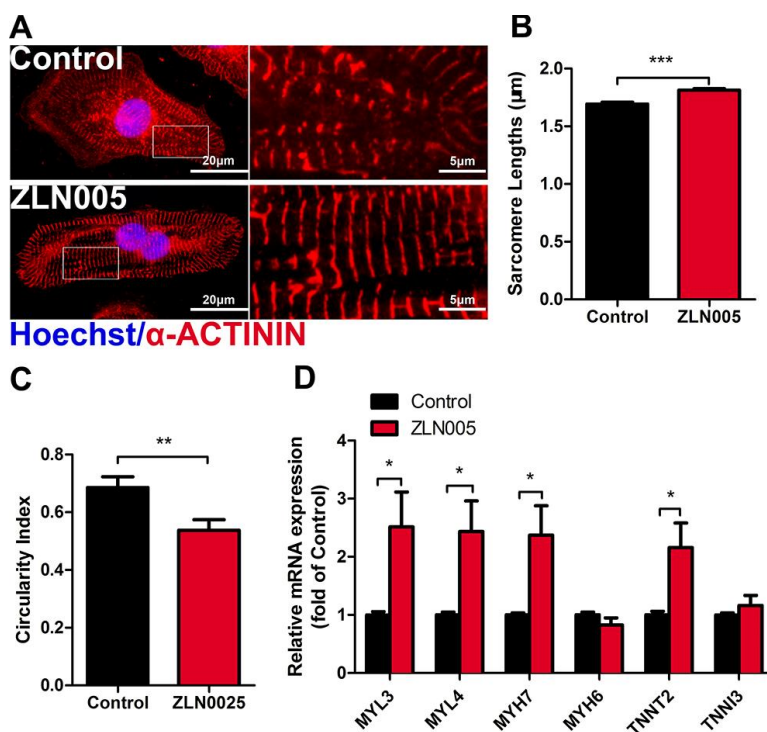 A
Control
20µm
5µm
ZLN005
20µm
5µm
Hoechst/α-ACTININ
B
Sarcomere Lengths (µm)
2.0
1.5
1.0
0.5
0.0
***
Control
ZLN005
C
Circularity Index
0.8
0.6
0.4
0.2
0.0
**
Control
ZLN0025
D
Control
ZLN005
Relative mRNA expression
(fold of Control)
4
3
2
1
0
*
*
*
*
MYL3
MYL4
MYH7
MYH6
TNNT2
TNNI3